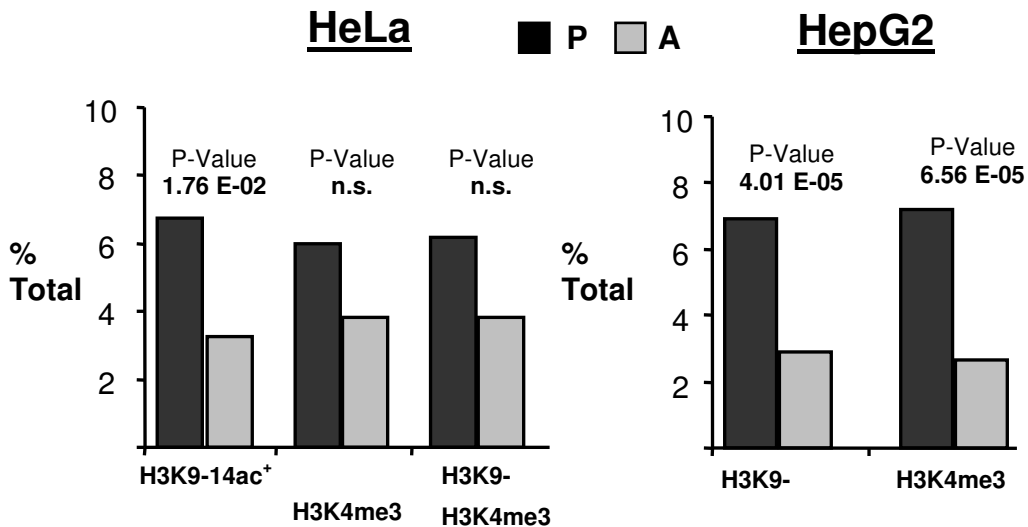 HeLa
P A
HepG2
10
8
6
4
2
% 
Total
P-Value
1.76 E-02
P-Value
n.s.
P-Value
n.s.
H3K9-14ac+
H3K4me3
H3K9-
H3K4me3
10
8
6
4
2
%
Total
P-Value
4.01 E-05
P-Value
6.56 E-05
H3K9-
H3K4me3